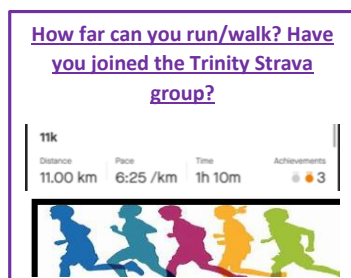 How far can you run/walk? Have
you joined the Trinity Strava
group?
11k
Distance Pace Time Achievements
11.00 km 6:25 /km 1h 10m 3